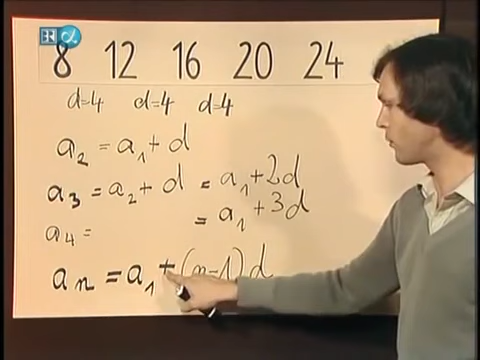 BR α
8 12 16 20 24
d=4 d=4 d=4
a₂ = a₁ + d
a₃ = a₂ + d = a₁ + 2d
a₄ = = a₁ + 3d
aₙ = a₁ + (n-1) d